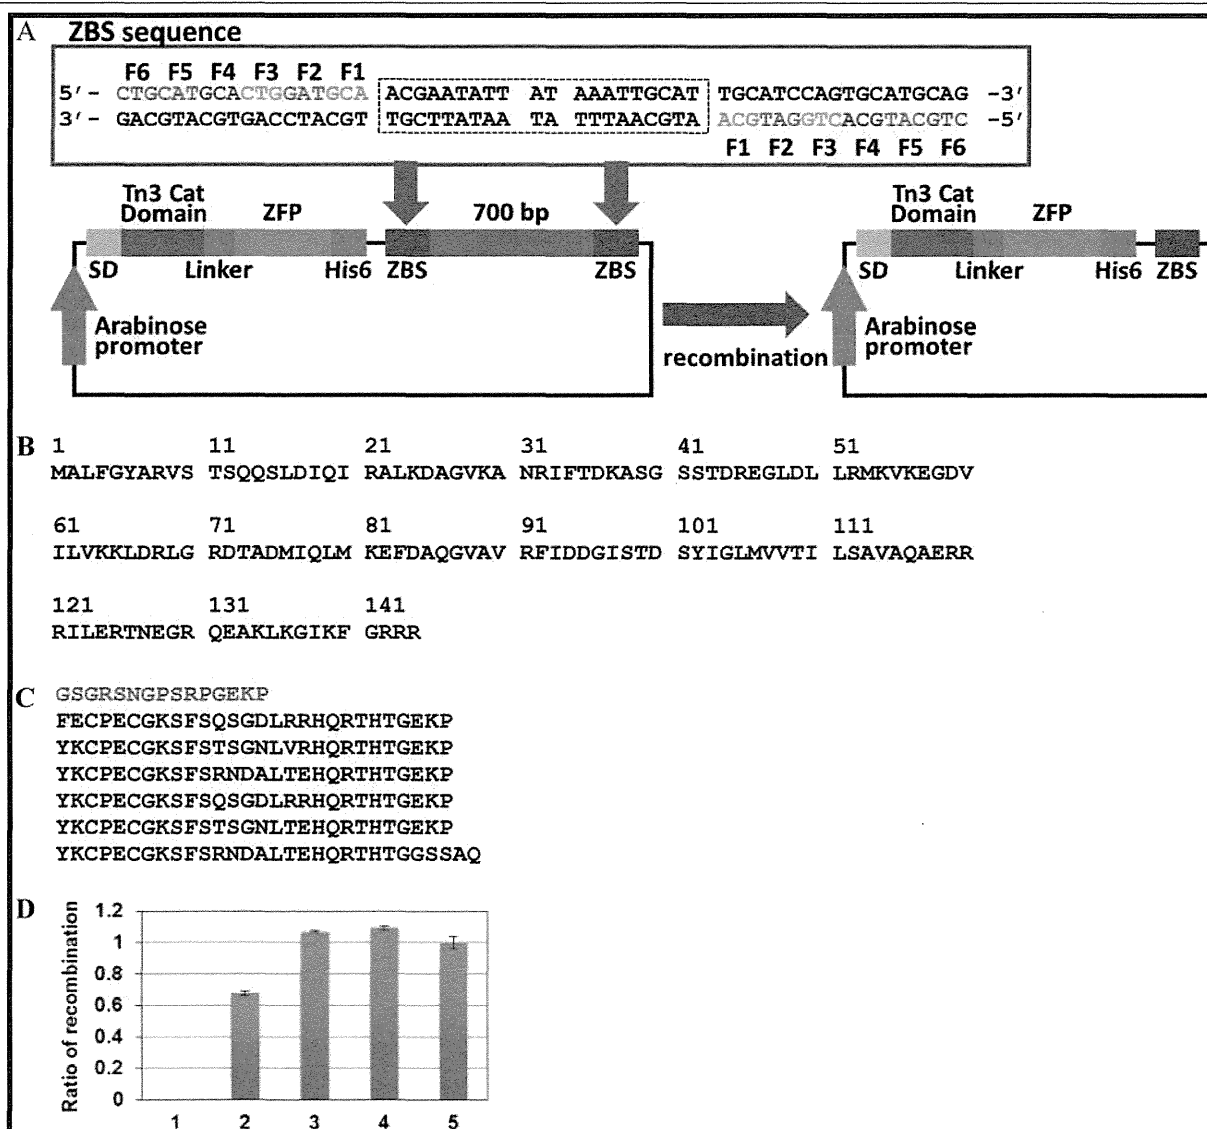 A ZBS sequence
F6 F5 F4 F3 F2 F1
5′- CTGCATGCACTGGATGCA ACGAATATT AT AAATTGCAT TGCATCCAGTGCATGCAG -3′
3′- GACGTACGTGACCTACGT TGCTTATAA TA TTTAACGTA ACGTAGGTCACGTACGTC -5′
F1 F2 F3 F4 F5 F6
Tn3 Cat Domain ZFP 700 bp
SD Linker His6 ZBS ZBS
Arabinose promoter
recombination
Tn3 Cat Domain ZFP
SD Linker His6 ZBS
Arabinose promoter
B 1 11 21 31 41 51
MALFGYARVS TSQQSLDIQI RALKDAGVKA NRIFTDKASG SSTDREGLDL LRMKVKEGDV
61 71 81 91 101 111
ILVKKLDRLG RDTADMIQLM KEFDAQGVAV RFIDDGISTD SYIGLMVVTI LSAVAQAERR
121 131 141
RILERTNEGR QEAKLKGIKF GRRR
C GSGRSNGPSRPGEKP
FECPECGKSFSQSGDLRRHQRTHTGEKP
YKCPECGKSFSTSGNLVRHQRTHTGEKP
YKCPECGKSFSRNDALTEHQRTHTGEKP
YKCPECGKSFSQSGDLRRHQRTHTGEKP
YKCPECGKSFSTSGNLTEHQRTHTGEKP
YKCPECGKSFSRNDALTEHQRTHTGGSSAQ
D
Ratio of recombination
1.2
1
0.8
0.6
0.4
0.2
0
1 2 3 4 5